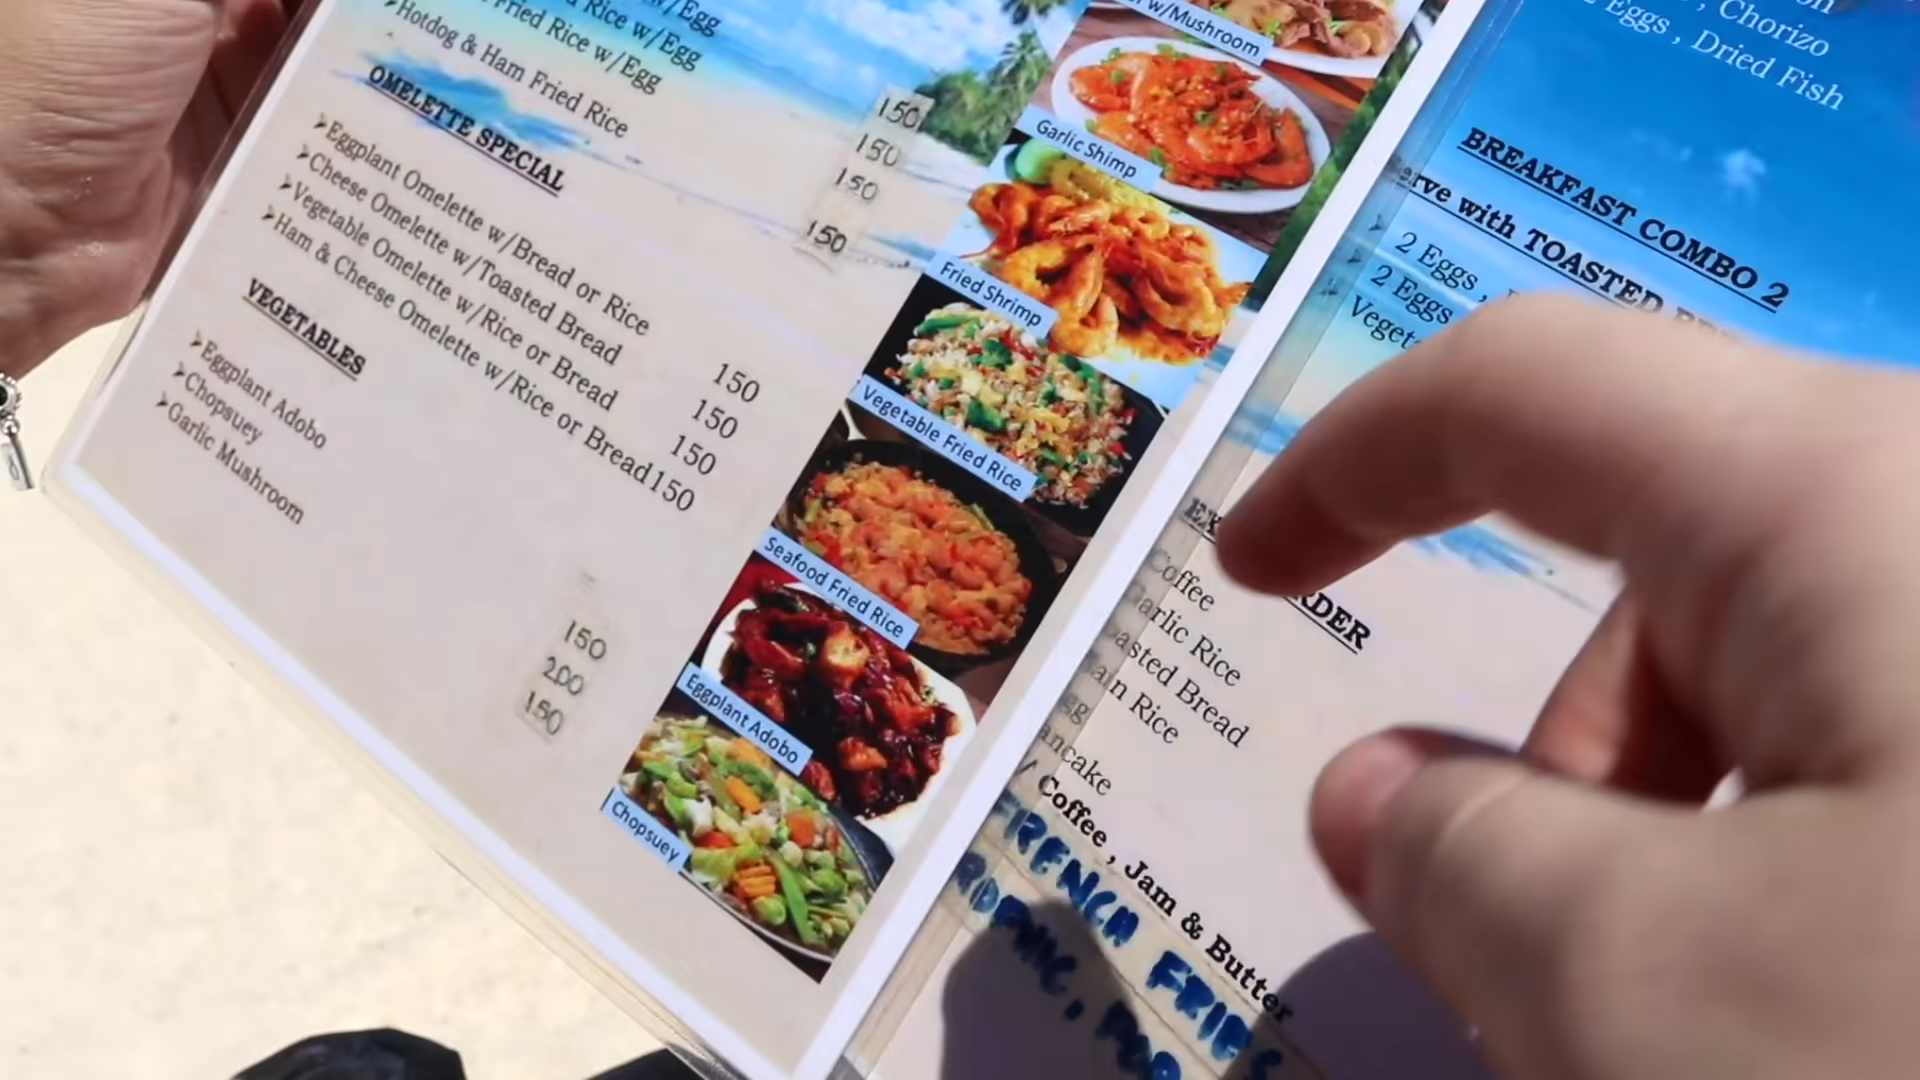 w/Egg
Rice w/Egg
Fried Rice w/Egg
Hotdog & Ham Fried Rice
150
150
150
150
OMELETTE SPECIAL
Eggplant Omelette w/Bread or Rice 150
Cheese Omelette w/Toasted Bread 150
Vegetable Omelette w/Rice or Bread 150
Ham & Cheese Omelette w/Rice or Bread150
VEGETABLES
Eggplant Adobo 150
Chopsuey 200
Garlic Mushroom 150
w/Mushroom
Garlic Shimp
Fried Shrimp
Vegetable Fried Rice
Seafood Fried Rice
Eggplant Adobo
Chopsuey
, Chorizo
2 Eggs , Dried Fish
BREAKFAST COMBO 2
with TOASTED
2 Eggs ,
2 Eggs
Coffee
Garlic Rice
Bread
Rice
Coffee , Jam & Butter
FRENCH FRIES